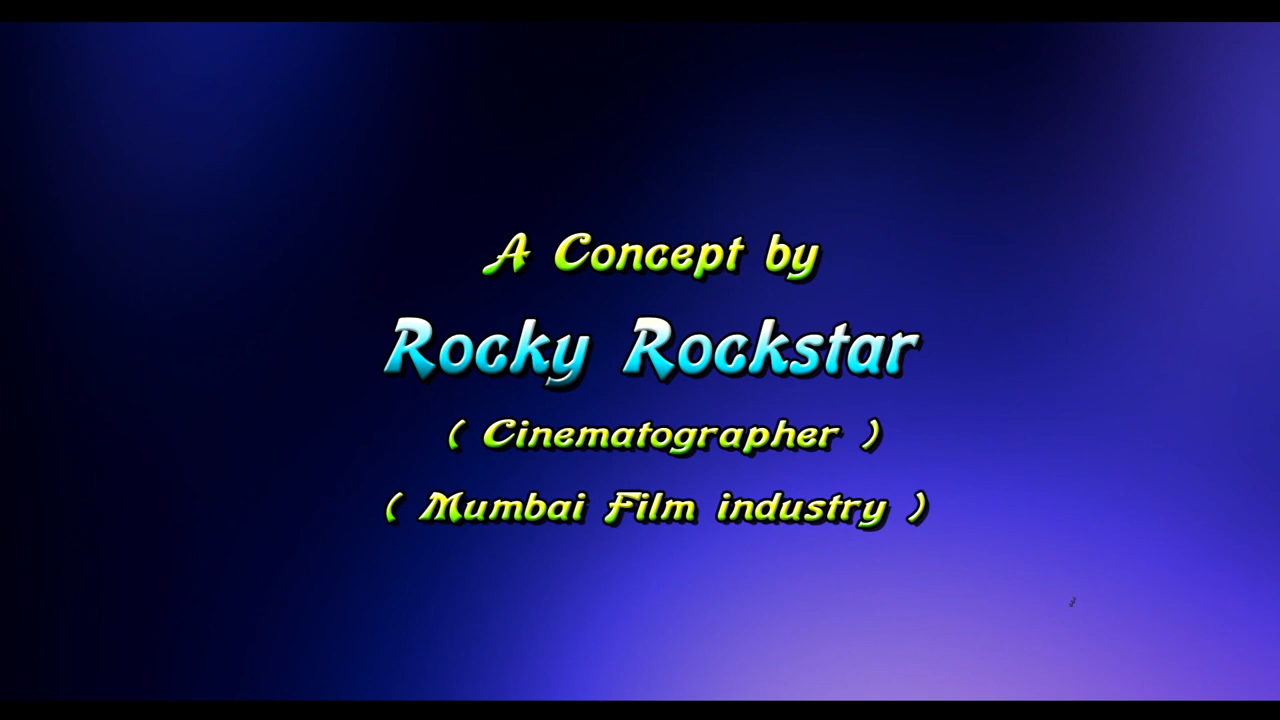 A Concept by
Rocky Rockstar
( Cinematographer )
( Mumbai Film industry )